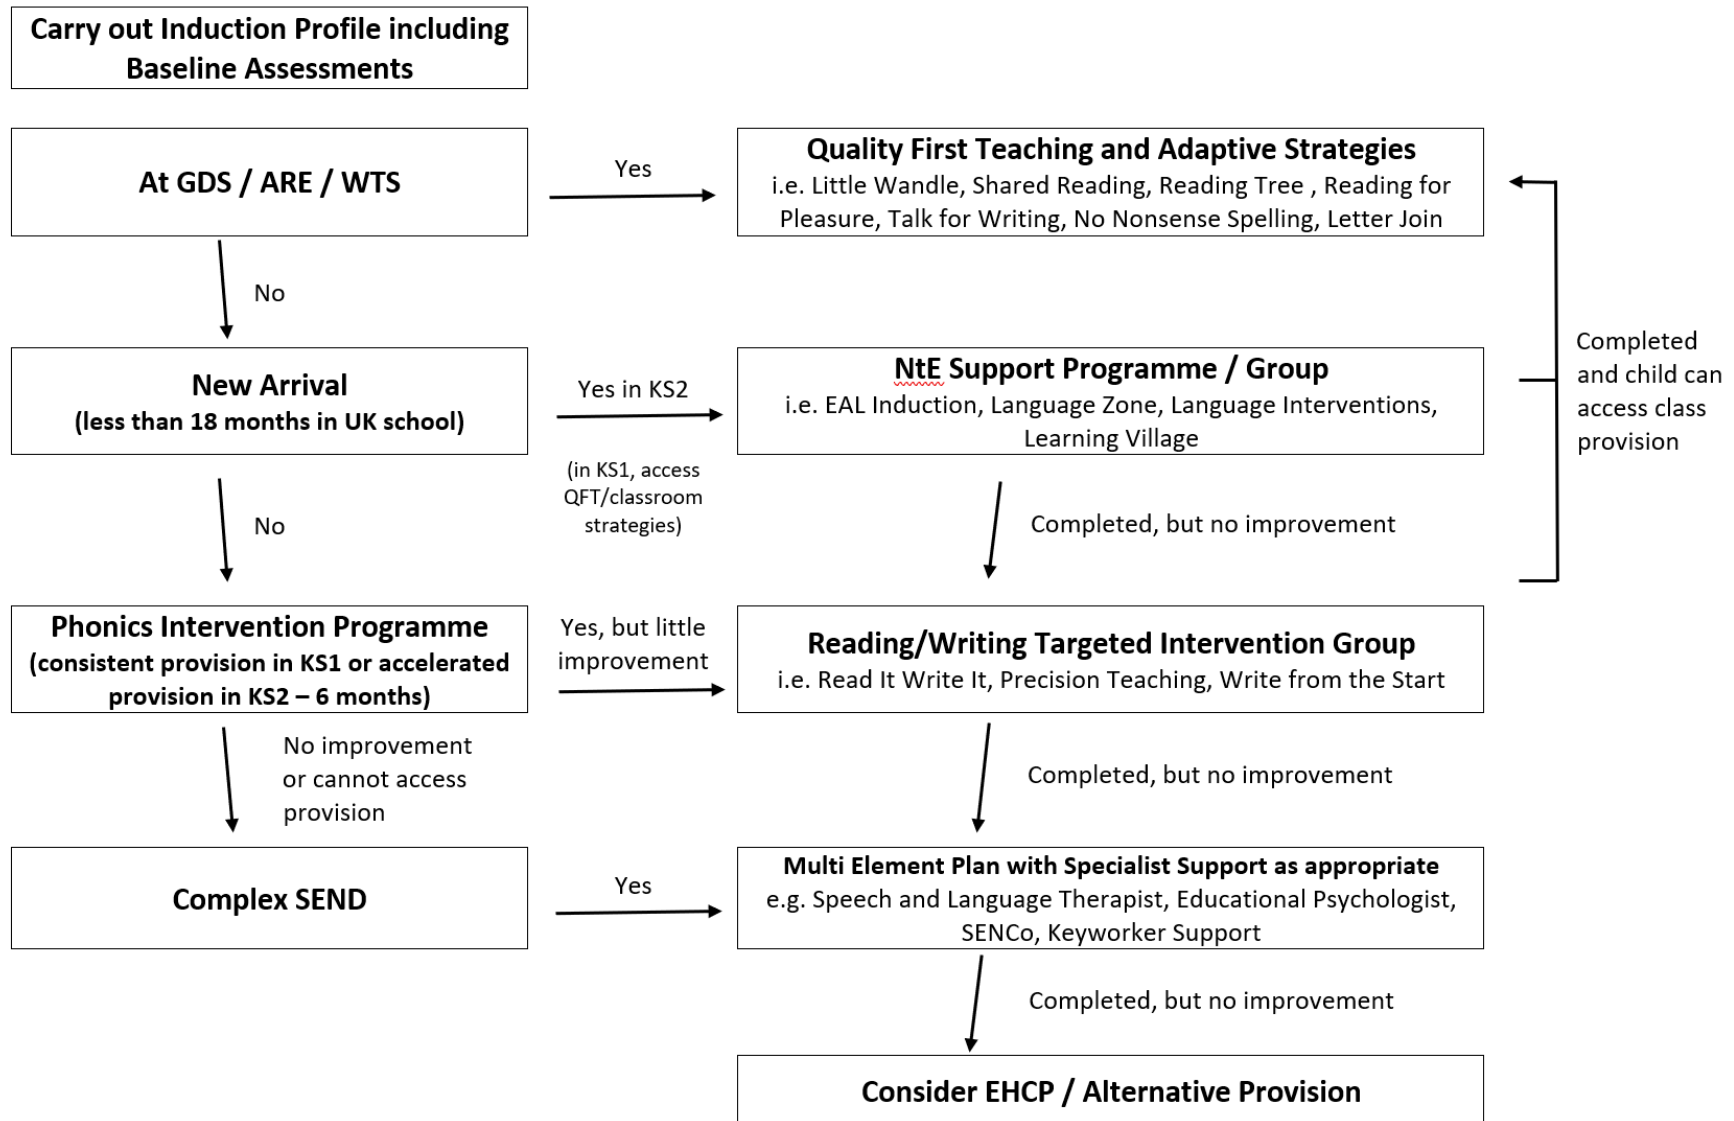 Carry out Induction Profile including
Baseline Assessments
At GDS / ARE / WTS
Yes
Quality First Teaching and Adaptive Strategies
i.e. Little Wandle, Shared Reading, Reading Tree , Reading for
Pleasure, Talk for Writing, No Nonsense Spelling, Letter Join
No
New Arrival
(less than 18 months in UK school)
Yes in KS2
(in KS1, access
QFT/classroom
strategies)
NtE Support Programme / Group
i.e. EAL Induction, Language Zone, Language Interventions,
Learning Village
Completed
and child can
access class
provision
No
Completed, but no improvement
Phonics Intervention Programme
(consistent provision in KS1 or accelerated
provision in KS2 – 6 months)
Yes, but little
improvement
Reading/Writing Targeted Intervention Group
i.e. Read It Write It, Precision Teaching, Write from the Start
No improvement
or cannot access
provision
Completed, but no improvement
Complex SEND
Yes
Multi Element Plan with Specialist Support as appropriate
e.g. Speech and Language Therapist, Educational Psychologist,
SENCo, Keyworker Support
Completed, but no improvement
Consider EHCP / Alternative Provision